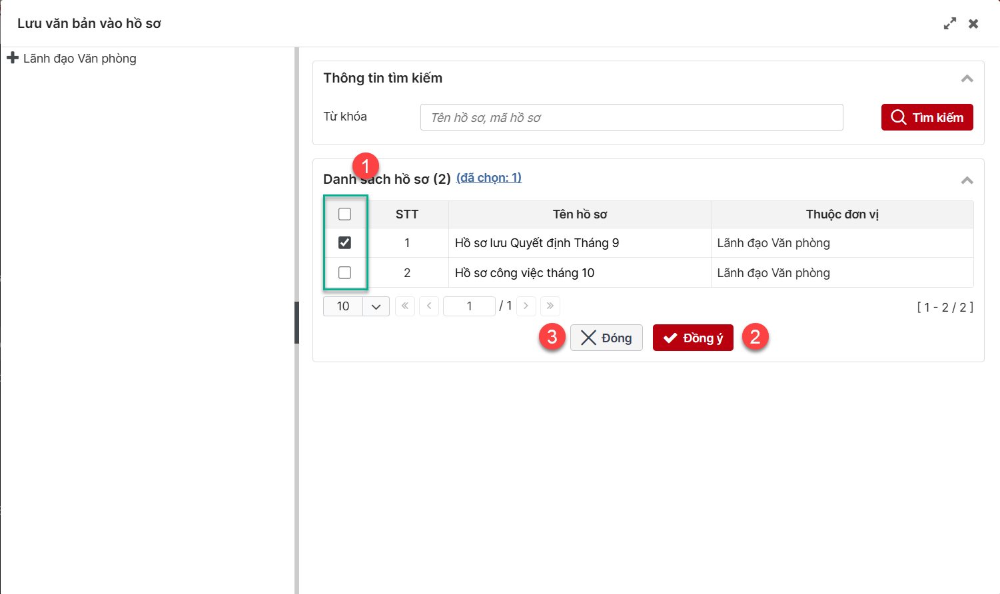 Lưu văn bản vào hồ sơ
Lãnh đạo Văn phòng
Thông tin tìm kiếm
Từ khóa
Tên hồ sơ, mã hồ sơ
Tìm kiếm
1
Danh sách hồ sơ (2) (đã chọn: 1)
STT Tên hồ sơ Thuộc đơn vị
1 Hồ sơ lưu Quyết định Tháng 9 Lãnh đạo Văn phòng
2 Hồ sơ công việc tháng 10 Lãnh đạo Văn phòng
10 « ‹ 1 / 1 › » [ 1 - 2 / 2 ]
3 Đóng Đồng ý 2